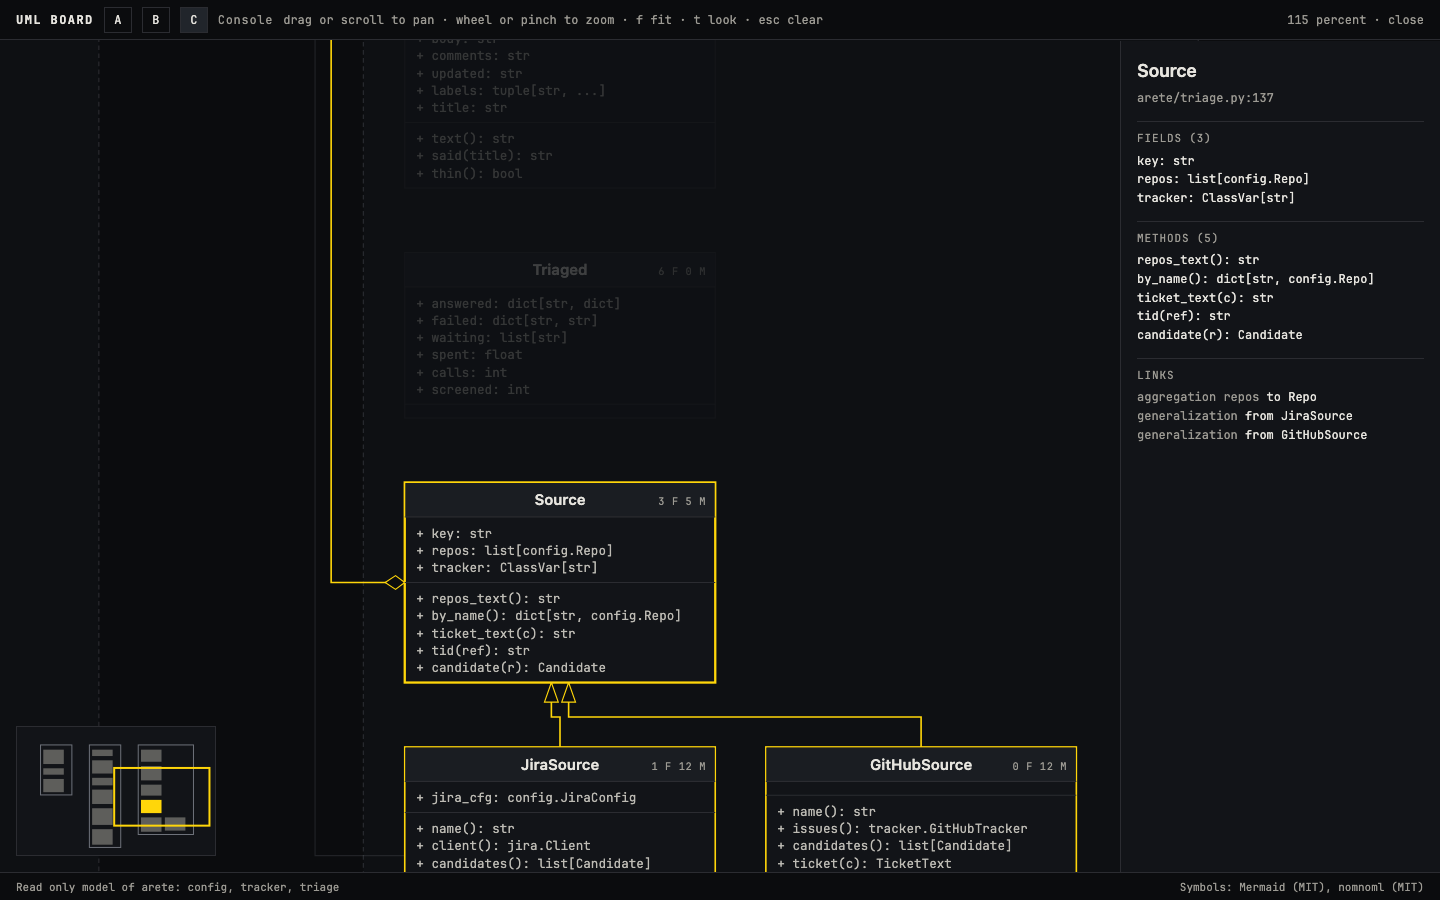 UML BOARD A B C Console drag or scroll to pan · wheel or pinch to zoom · f fit · t look · esc clear 115 percent · close
+ body: str
+ comments: str
+ updated: str
+ labels: tuple[str, ...]
+ title: str
+ text(): str
+ said(title): str
+ thin(): bool
Triaged 6 F 0 M
+ answered: dict[str, dict]
+ failed: dict[str, str]
+ waiting: list[str]
+ spent: float
+ calls: int
+ screened: int
Source 3 F 5 M
+ key: str
+ repos: list[config.Repo]
+ tracker: ClassVar[str]
+ repos_text(): str
+ by_name(): dict[str, config.Repo]
+ ticket_text(c): str
+ tid(ref): str
+ candidate(r): Candidate
JiraSource 1 F 12 M
+ jira_cfg: config.JiraConfig
+ name(): str
+ client(): jira.Client
+ candidates(): list[Candidate]
GitHubSource 0 F 12 M
+ name(): str
+ issues(): tracker.GitHubTracker
+ candidates(): list[Candidate]
+ ticket(c): TicketText
Source
arete/triage.py:137
FIELDS (3)
key: str
repos: list[config.Repo]
tracker: ClassVar[str]
METHODS (5)
repos_text(): str
by_name(): dict[str, config.Repo]
ticket_text(c): str
tid(ref): str
candidate(r): Candidate
LINKS
aggregation repos to Repo
generalization from JiraSource
generalization from GitHubSource
Read only model of arete: config, tracker, triage
Symbols: Mermaid (MIT), nomnoml (MIT)